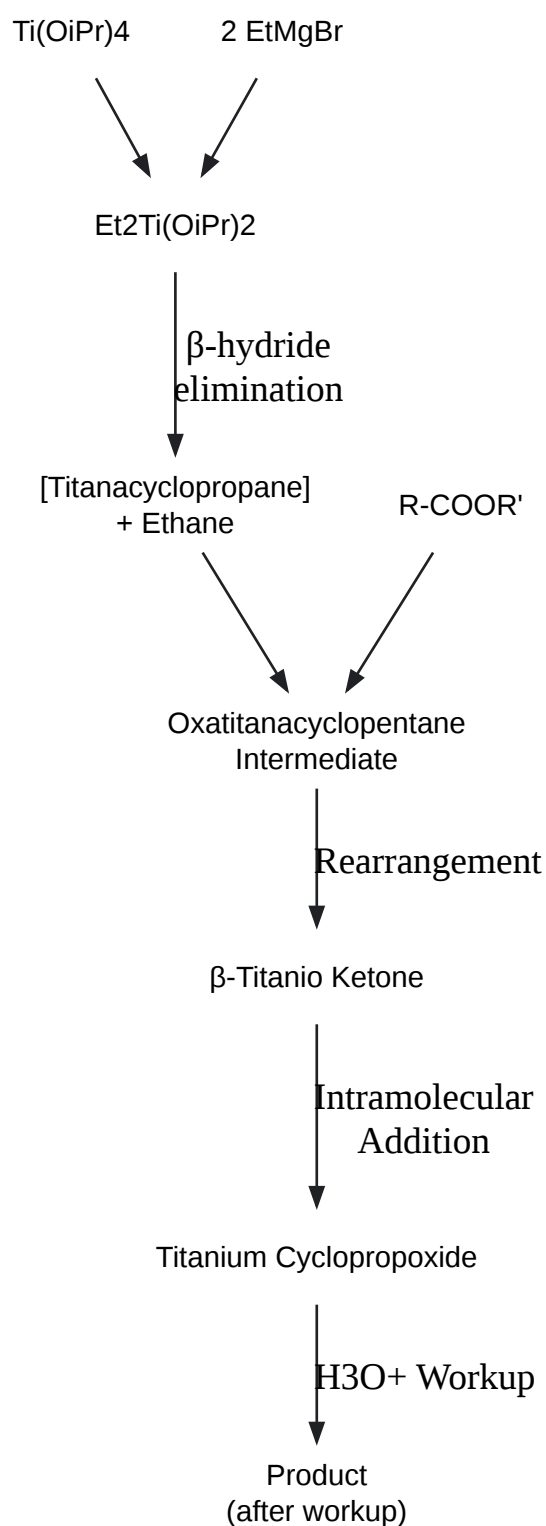 Ti(OiPr)4
2 EtMgBr
Et2Ti(OiPr)2
β-hydride
elimination
[Titanacyclopropane]
+ Ethane
R-COOR'
Oxatitanacyclopentane
Intermediate
Rearrangement
β-Titanio Ketone
Intramolecular
Addition
Titanium Cyclopropoxide
H3O+ Workup
Product
(after workup)